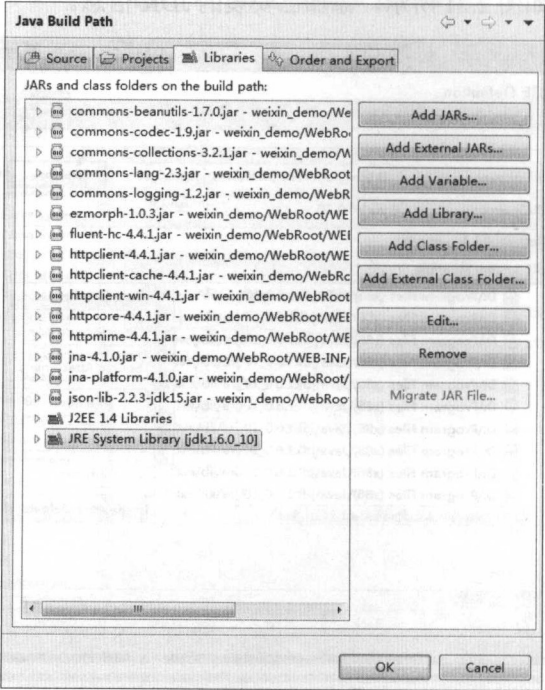 Java Build Path
Source Projects Libraries Order and Export
JARs and class folders on the build path:
commons-beanutils-1.7.0.jar - weixin_demo/We
commons-codec-1.9.jar - weixin_demo/WebRo
commons-collections-3.2.1.jar - weixin_demo/W
commons-lang-2.3.jar - weixin_demo/WebRoot
commons-logging-1.2.jar - weixin_demo/WebR
ezmorph-1.0.3.jar - weixin_demo/WebRoot/WE
fluent-hc-4.4.1.jar - weixin_demo/WebRoot/WEI
httpclient-4.4.1.jar - weixin_demo/WebRoot/WE
httpclient-cache-4.4.1.jar - weixin_demo/WebRc
httpclient-win-4.4.1.jar - weixin_demo/WebRoot
httpcore-4.4.1.jar - weixin_demo/WebRoot/WEE
httpmime-4.4.1.jar - weixin_demo/WebRoot/WE
jna-4.1.0.jar - weixin_demo/WebRoot/WEB-INF/
jna-platform-4.1.0.jar - weixin_demo/WebRoot/
json-lib-2.2.3-jdk15.jar - weixin_demo/WebRoo
J2EE 1.4 Libraries
JRE System Library [jdk1.6.0_10]
Add JARs...
Add External JARs...
Add Variable...
Add Library...
Add Class Folder...
Add External Class Folder...
Edit...
Remove
Migrate JAR File...
OK Cancel